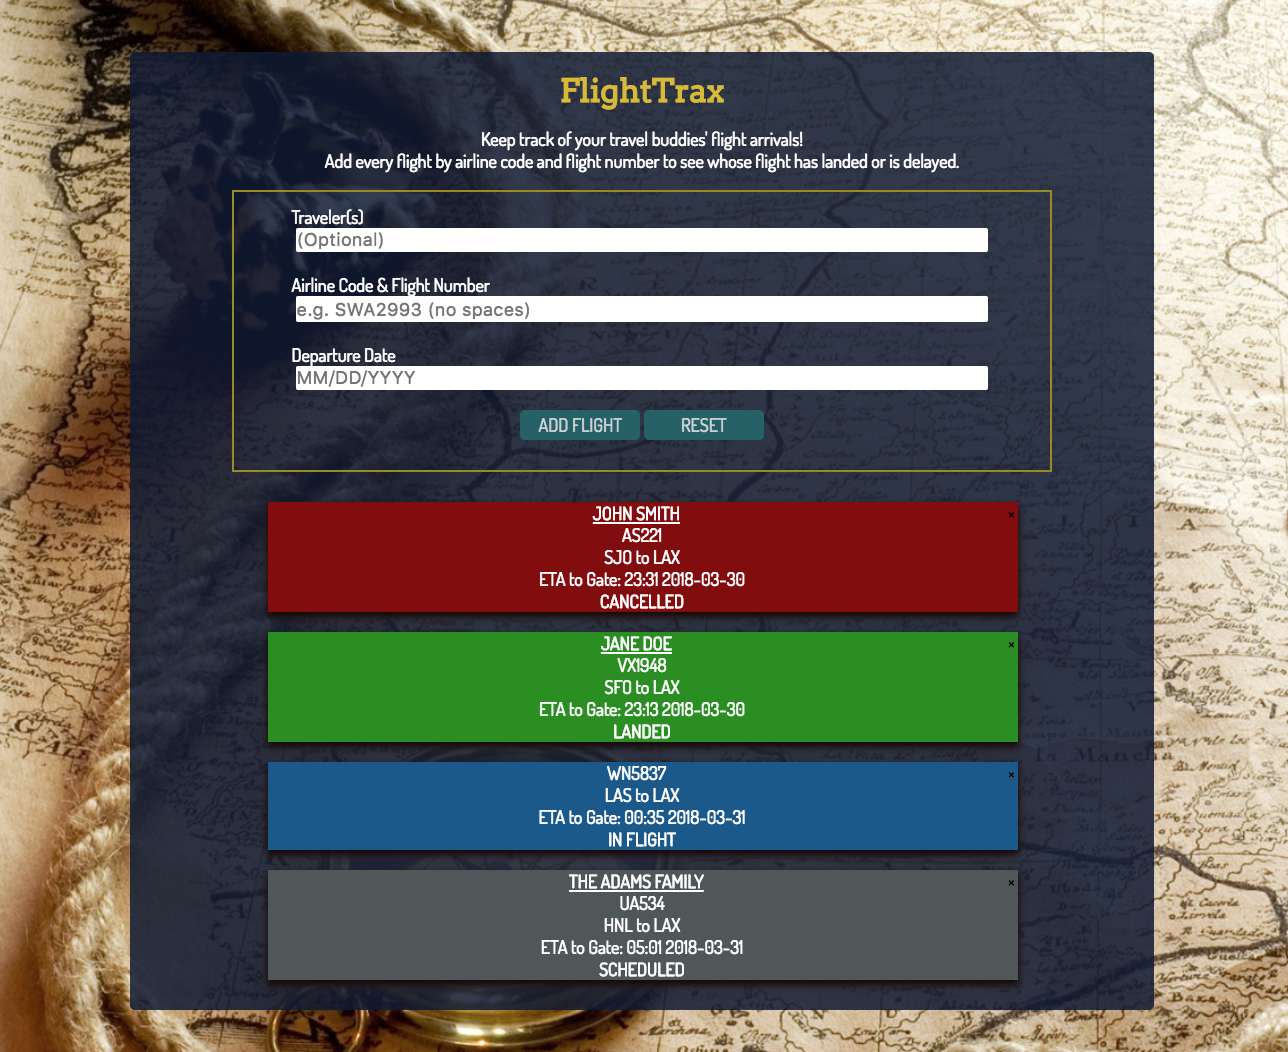 FlightTrax
Keep track of your travel buddies' flight arrivals!
Add every flight by airline code and flight number to see whose flight has landed or is delayed.
Traveler(s)
(Optional)
Airline Code & Flight Number
e.g. SWA2993 (no spaces)
Departure Date
MM/DD/YYYY
ADD FLIGHT RESET
JOHN SMITH ×
AS221
SJO to LAX
ETA to Gate: 23:31 2018-03-30
CANCELLED
JANE DOE ×
VX1948
SFO to LAX
ETA to Gate: 23:13 2018-03-30
LANDED
WN5837 ×
LAS to LAX
ETA to Gate: 00:35 2018-03-31
IN FLIGHT
THE ADAMS FAMILY ×
UA534
HNL to LAX
ETA to Gate: 05:01 2018-03-31
SCHEDULED
la Mancha